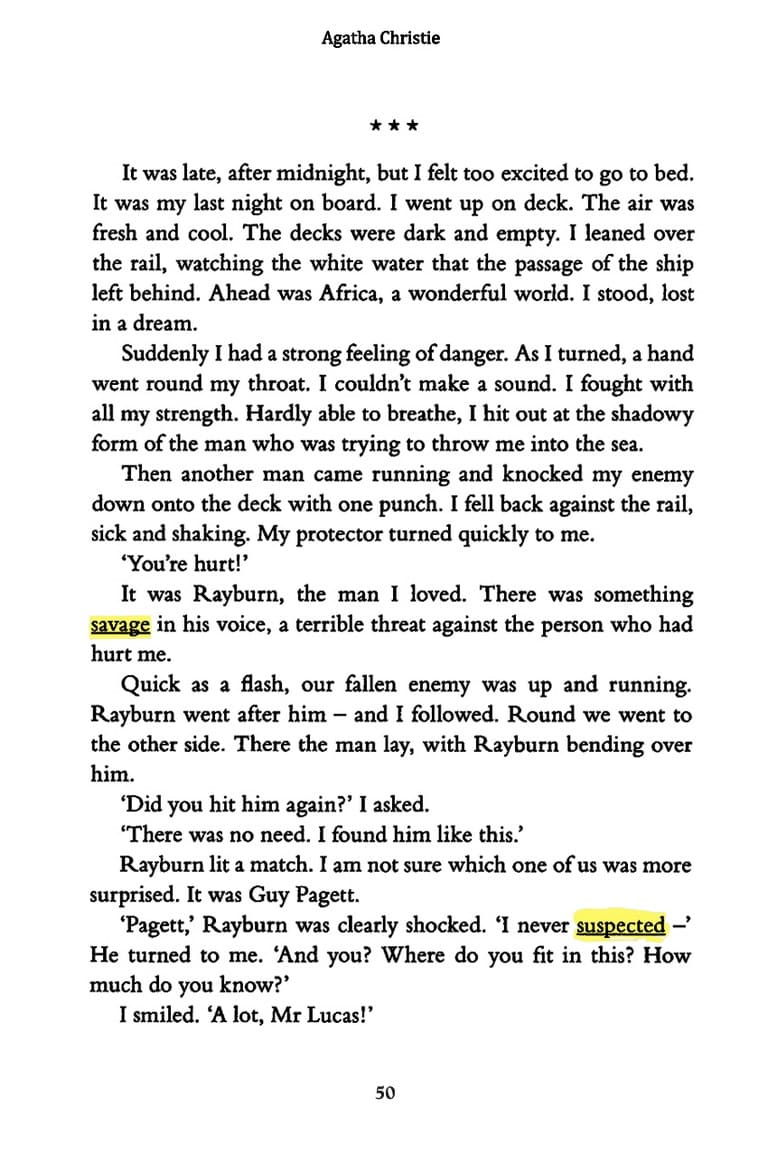 Agatha Christie
★ ★ ★
It was late, after midnight, but I felt too excited to go to bed.
It was my last night on board. I went up on deck. The air was
fresh and cool. The decks were dark and empty. I leaned over
the rail, watching the white water that the passage of the ship
left behind. Ahead was Africa, a wonderful world. I stood, lost
in a dream.
Suddenly I had a strong feeling of danger. As I turned, a hand
went round my throat. I couldn’t make a sound. I fought with
all my strength. Hardly able to breathe, I hit out at the shadowy
form of the man who was trying to throw me into the sea.
Then another man came running and knocked my enemy
down onto the deck with one punch. I fell back against the rail,
sick and shaking. My protector turned quickly to me.
‘You’re hurt!’
It was Rayburn, the man I loved. There was something
savage in his voice, a terrible threat against the person who had
hurt me.
Quick as a flash, our fallen enemy was up and running.
Rayburn went after him – and I followed. Round we went to
the other side. There the man lay, with Rayburn bending over
him.
‘Did you hit him again?’ I asked.
‘There was no need. I found him like this.’
Rayburn lit a match. I am not sure which one of us was more
surprised. It was Guy Pagett.
‘Pagett,’ Rayburn was clearly shocked. ‘I never suspected –’
He turned to me. ‘And you? Where do you fit in this? How
much do you know?’
I smiled. ‘A lot, Mr Lucas!’
50